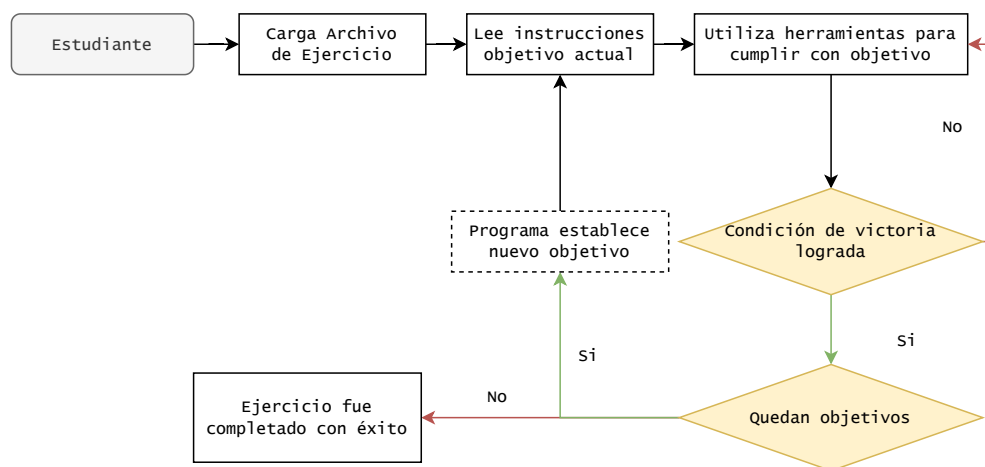 Estudiante
Carga Archivo
de Ejercicio
Lee instrucciones
objetivo actual
Utiliza herramientas para
cumplir con objetivo
No
Programa establece
nuevo objetivo
Condición de victoria
lograda
Si
Si
Ejercicio fue
completado con éxito
No
Quedan objetivos